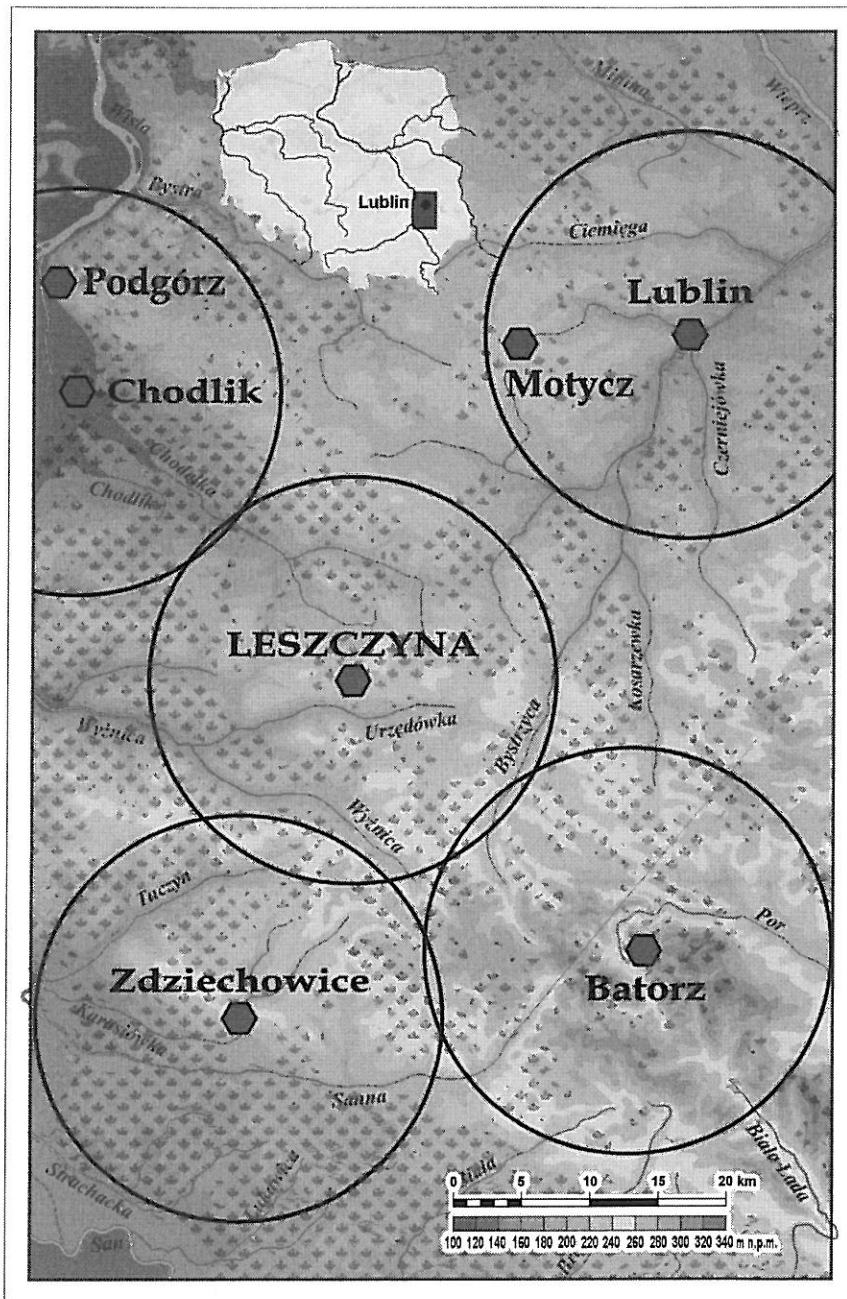 Minina
Wieprz
Wisła
Bystra
Lublin
Ciemięga
Podgórz
Lublin
Motycz
Chodlik
Czerniejówka
Chodelka
Chodlik
LESZCZYNA
Kosarzewka
Urzędówka
Wyżnica
Bystrzyca
Wyżnica
Tuczyn
Por
Zdziechowice
Batorz
Karasiówka
Sanna
Biała Łada
Strachacka
San
0 5 10 15 20 km
100 120 140 160 180 200 220 240 260 280 300 320 340 m n.p.m.